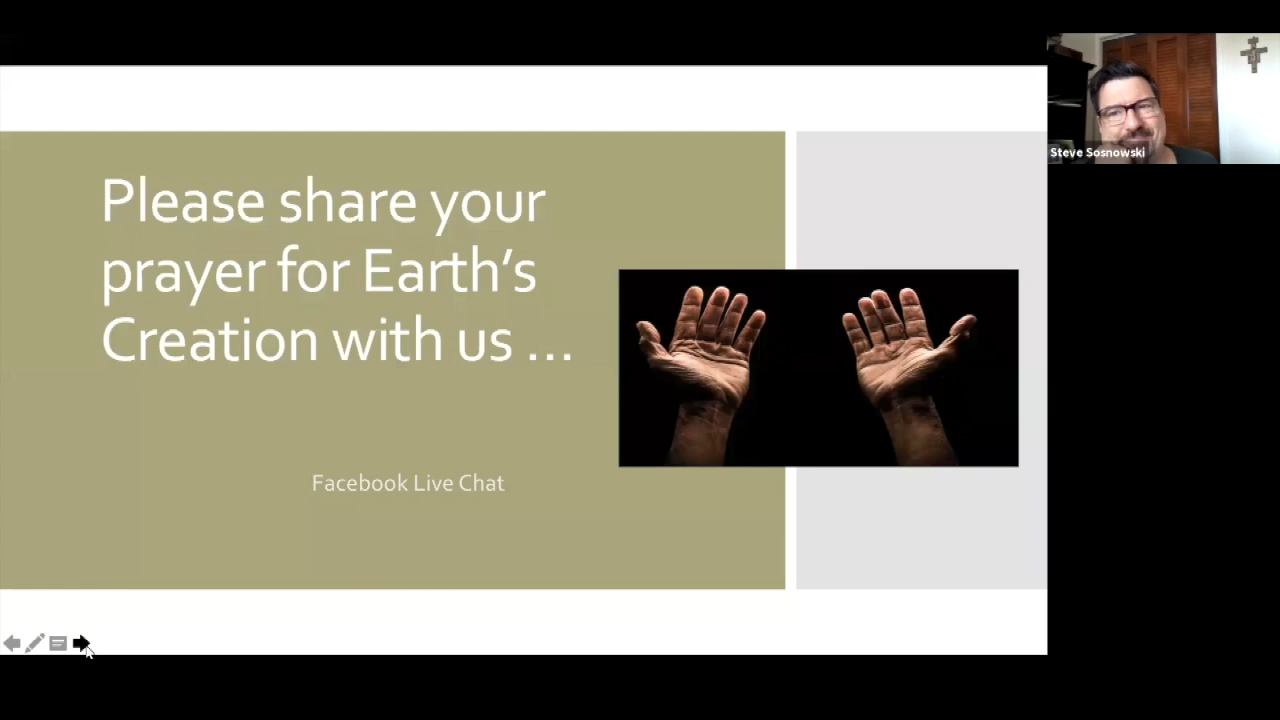 Please share your
prayer for Earth’s
Creation with us ...
Facebook Live Chat
Steve Sosnowski